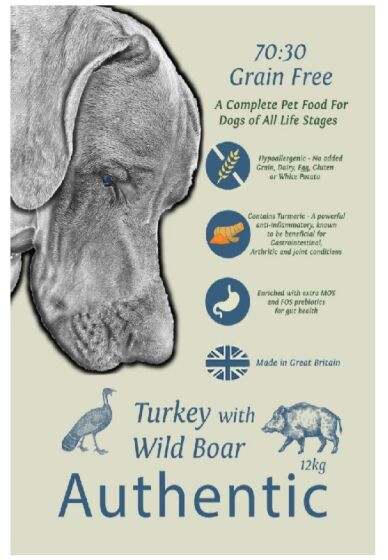 70:30
Grain Free
A Complete Pet Food For
Dogs of All Life Stages
Hypoallergenic - No added
Grain, Dairy, Egg, Gluten
or White Potato
Contains Turmeric - A powerful
anti-inflammatory, known
to be beneficial for
Gastrointestinal,
Arthritic and joint conditions
Enriched with extra MOS
and FOS prebiotics
for gut health
Made in Great Britain
Turkey with
Wild Boar
12kg
Authentic